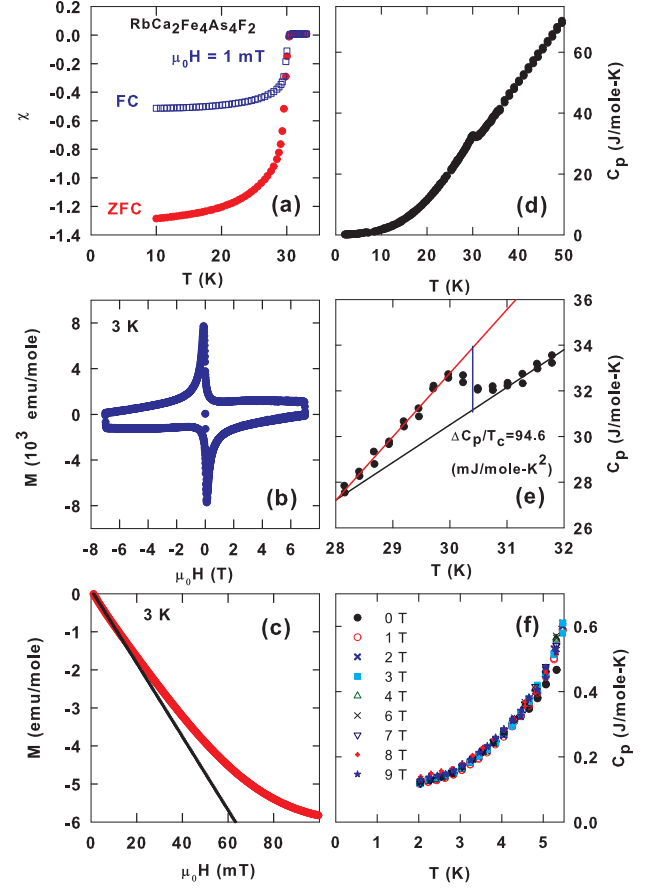 RbCa2Fe4As4F2
μ0H = 1 mT
FC
ZFC
(a)
χ
0.0
-0.2
-0.4
-0.6
-0.8
-1.0
-1.2
-1.4
0 10 20 30
T (K)
(d)
60
40
20
0
Cp (J/mole-K)
0 10 20 30 40 50
T (K)
3 K
(b)
M (10^3 emu/mole)
8
4
0
-4
-8
-8 -6 -4 -2 0 2 4 6 8
μ0H (T)
ΔCp/Tc=94.6
(mJ/mole-K^2)
(e)
36
34
32
30
28
26
Cp (J/mole-K)
28 29 30 31 32
T (K)
3 K
(c)
M (emu/mole)
0
-1
-2
-3
-4
-5
-6
0 20 40 60 80
μ0H (mT)
(f)
0 T
1 T
2 T
3 T
4 T
6 T
7 T
8 T
9 T
0.6
0.4
0.2
0.0
Cp (J/mole-K)
0 1 2 3 4 5
T (K)